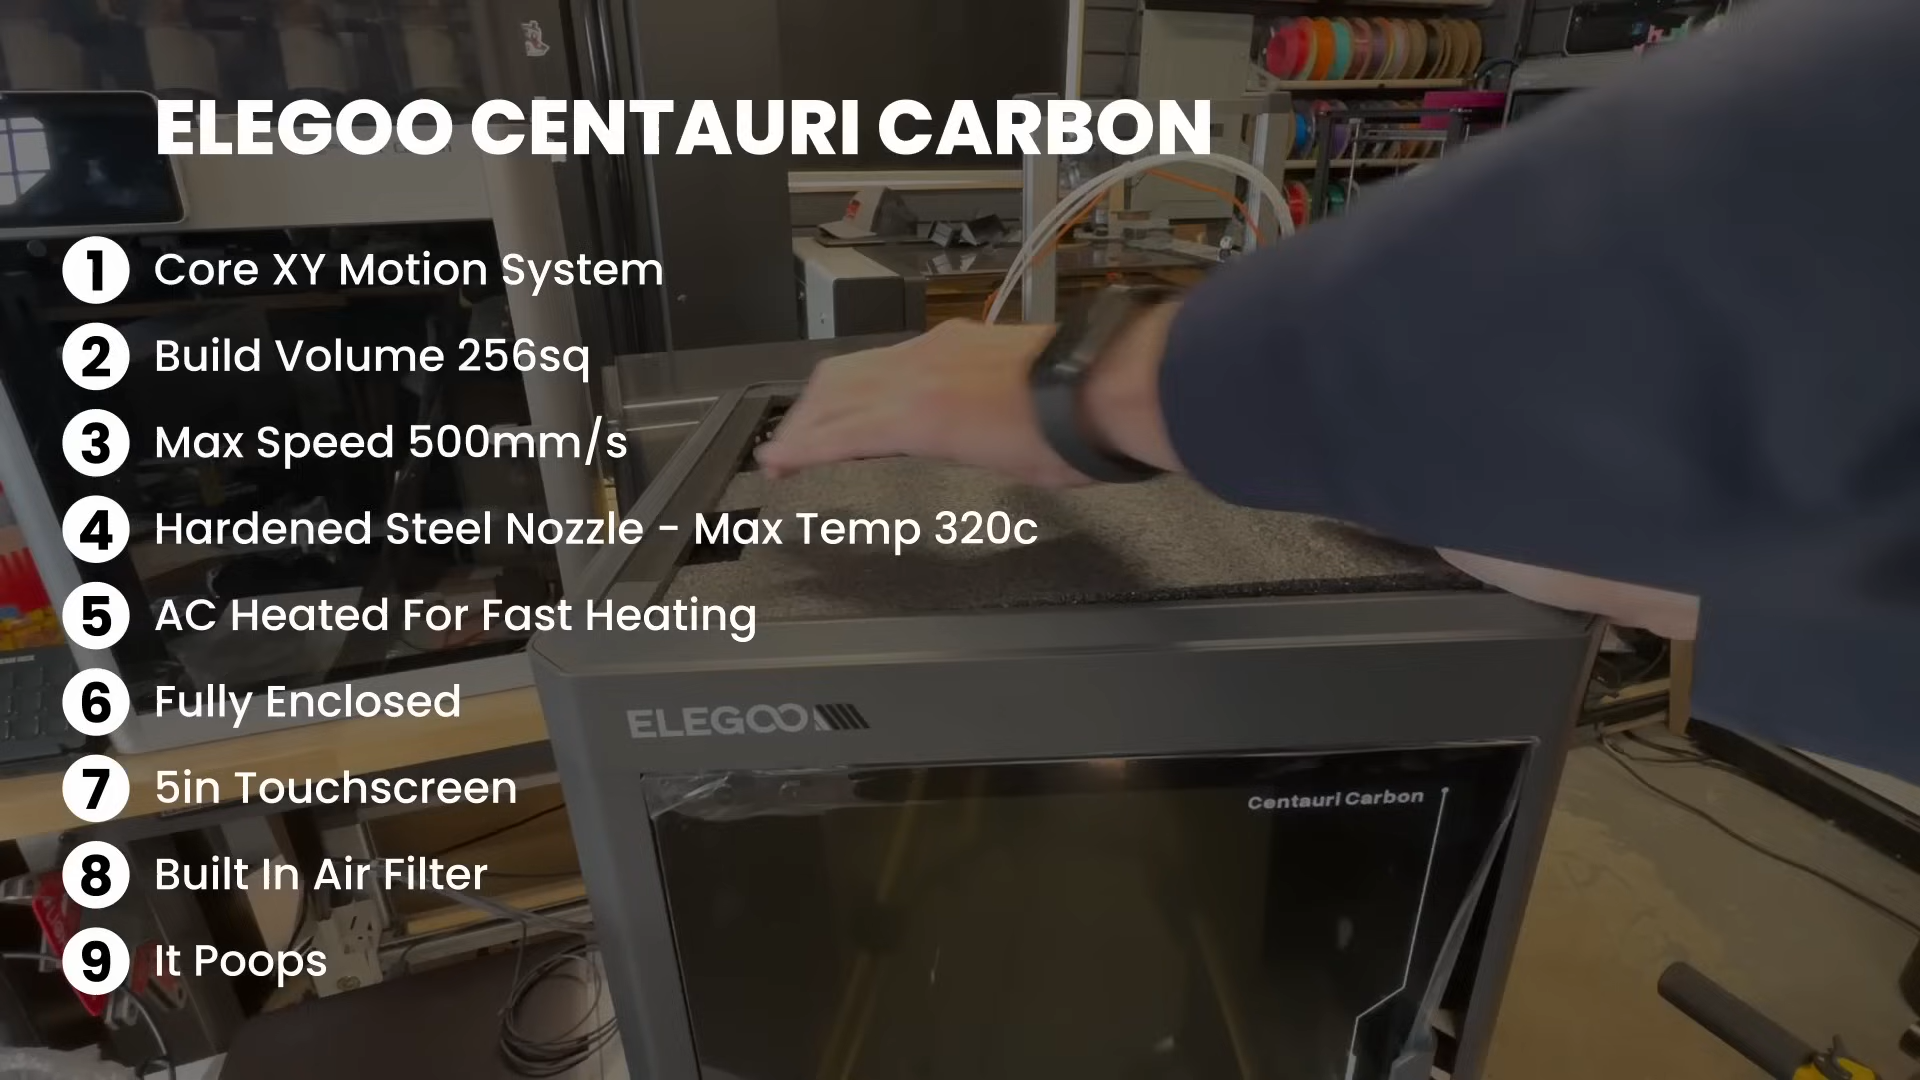 ELEGOO CENTAURI CARBON
1 Core XY Motion System
2 Build Volume 256sq
3 Max Speed 500mm/s
4 Hardened Steel Nozzle - Max Temp 320c
5 AC Heated For Fast Heating
6 Fully Enclosed
7 5in Touchscreen
8 Built In Air Filter
9 It Poops
ELEGOO
Centauri Carbon